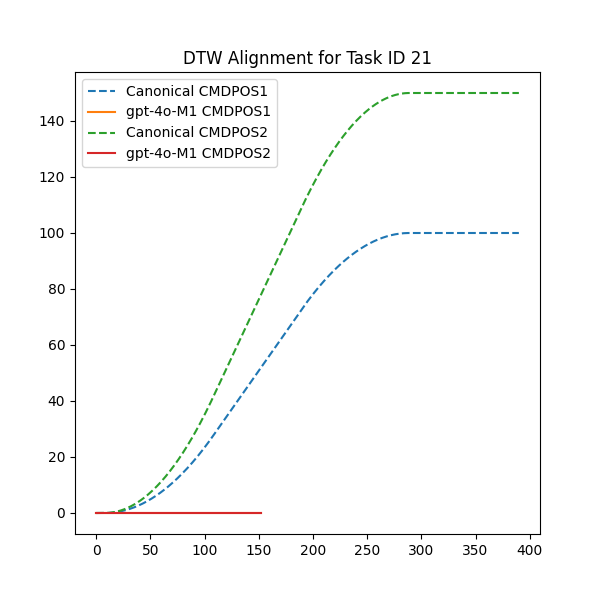 DTW Alignment for Task ID 21
Canonical CMDPOS1
gpt-4o-M1 CMDPOS1
Canonical CMDPOS2
gpt-4o-M1 CMDPOS2
140
120
100
80
60
40
20
0
0 50 100 150 200 250 300 350 400